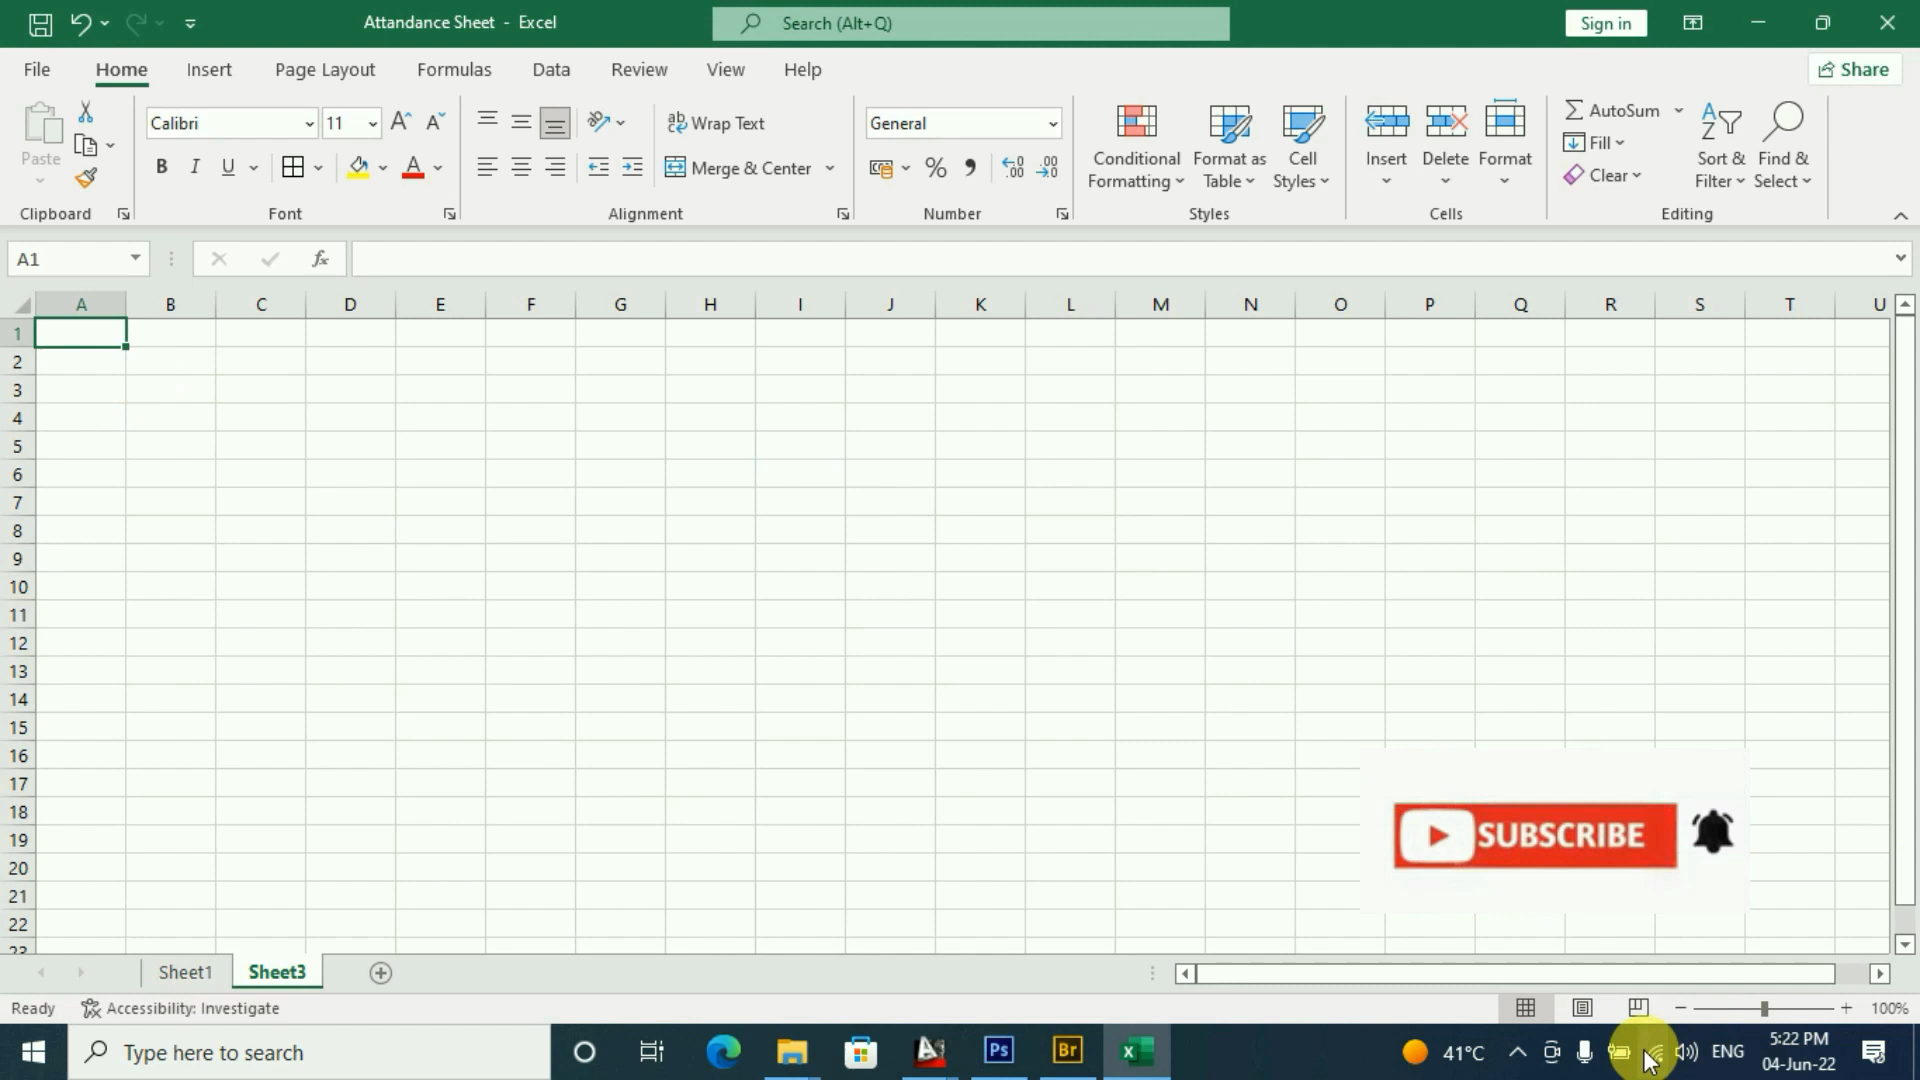 Attandance Sheet - Excel
Search (Alt+Q)
Sign in
File Home Insert Page Layout Formulas Data Review View Help
Share
Paste
Clipboard
Calibri 11
B I U A
Font
Wrap Text
Merge & Center
Alignment
General
%
Number
Conditional Formatting
Format as Table
Cell Styles
Styles
Insert
Delete
Format
Cells
AutoSum
Fill
Clear
Sort & Filter
Find & Select
Editing
A1
fx
A B C D E F G H I J K L M N O P Q R S T U
1
2
3
4
5
6
7
8
9
10
11
12
13
14
15
16
17
18
19
20
21
22
23
SUBSCRIBE
Sheet1 Sheet3
Ready Accessibility: Investigate
100%
Type here to search
Ps
Br
41°C
ENG
5:22 PM
04-Jun-22